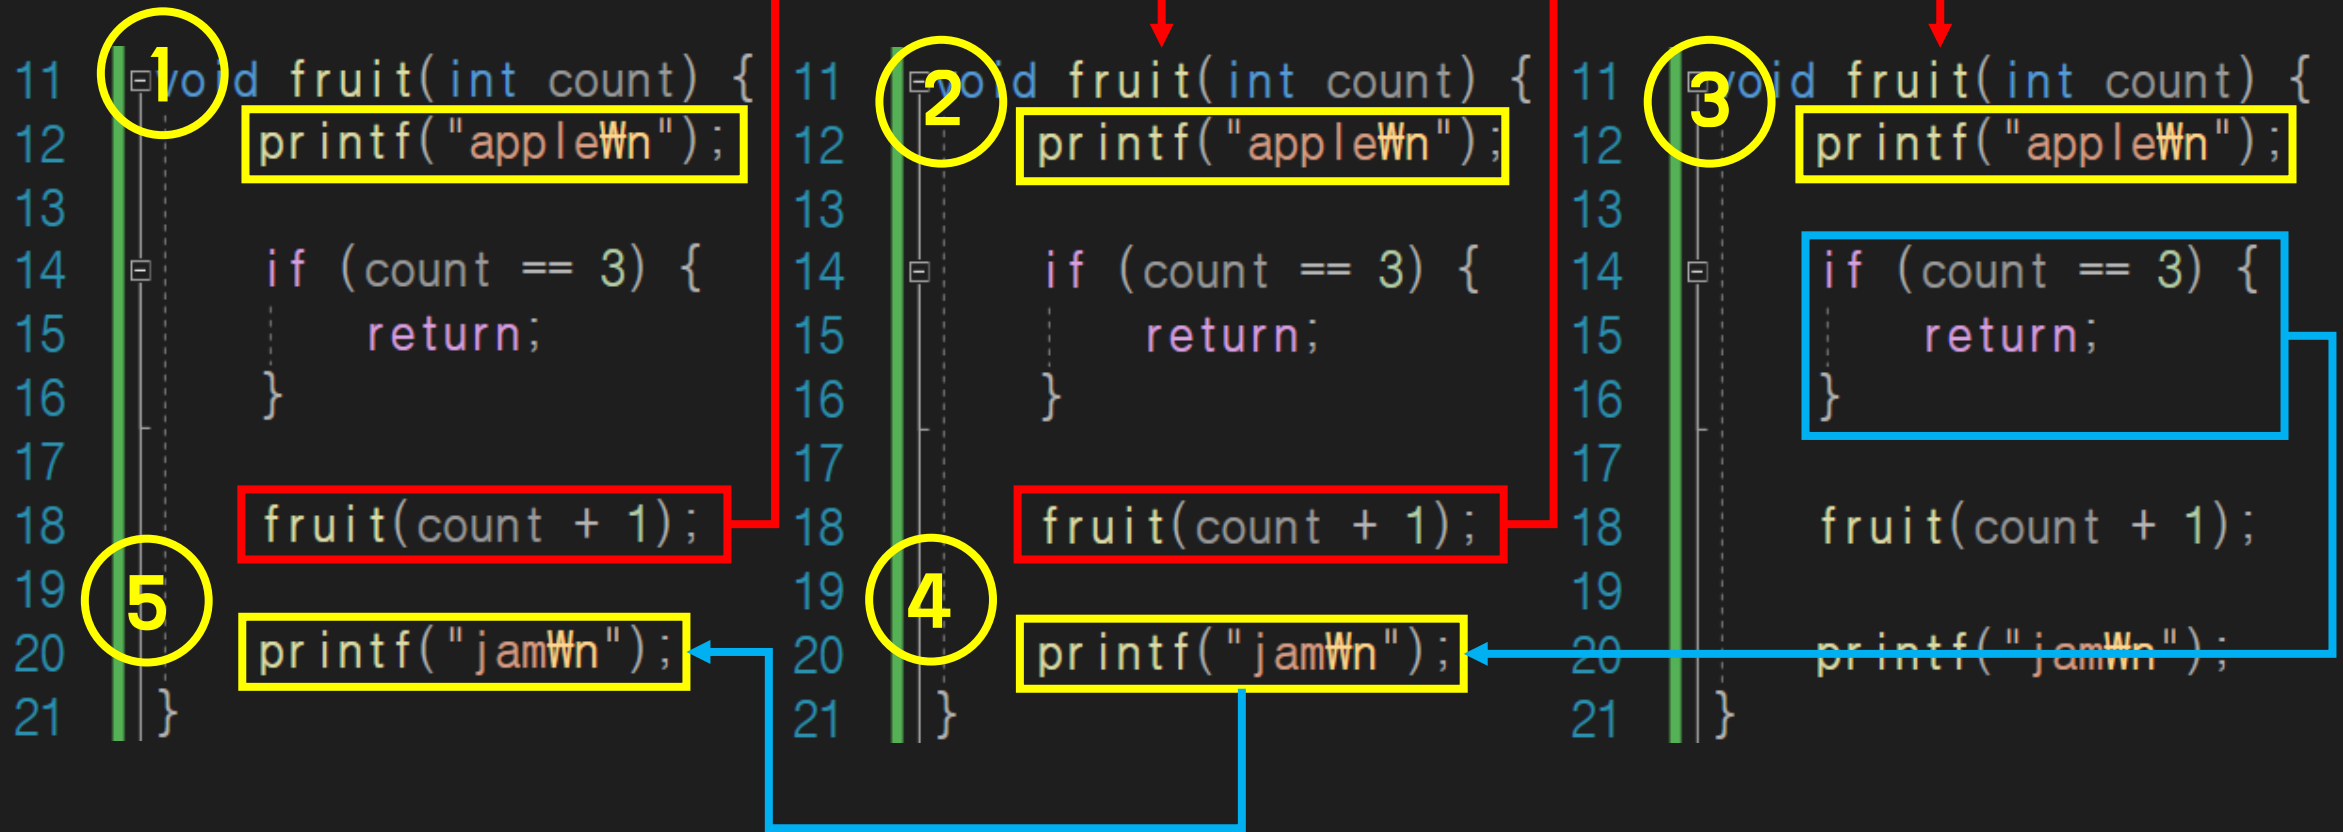 1
11 void fruit(int count) {
12 printf("apple₩n");
13
14 if (count == 3) {
15 return;
16 }
17
18 fruit(count + 1);
19
5
20 printf("jam₩n");
21 }
2
11 void fruit(int count) {
12 printf("apple₩n");
13
14 if (count == 3) {
15 return;
16 }
17
18 fruit(count + 1);
19
4
20 printf("jam₩n");
21 }
3
11 void fruit(int count) {
12 printf("apple₩n");
13
14 if (count == 3) {
15 return;
16 }
17
18 fruit(count + 1);
19
20 printf("jam₩n");
21 }